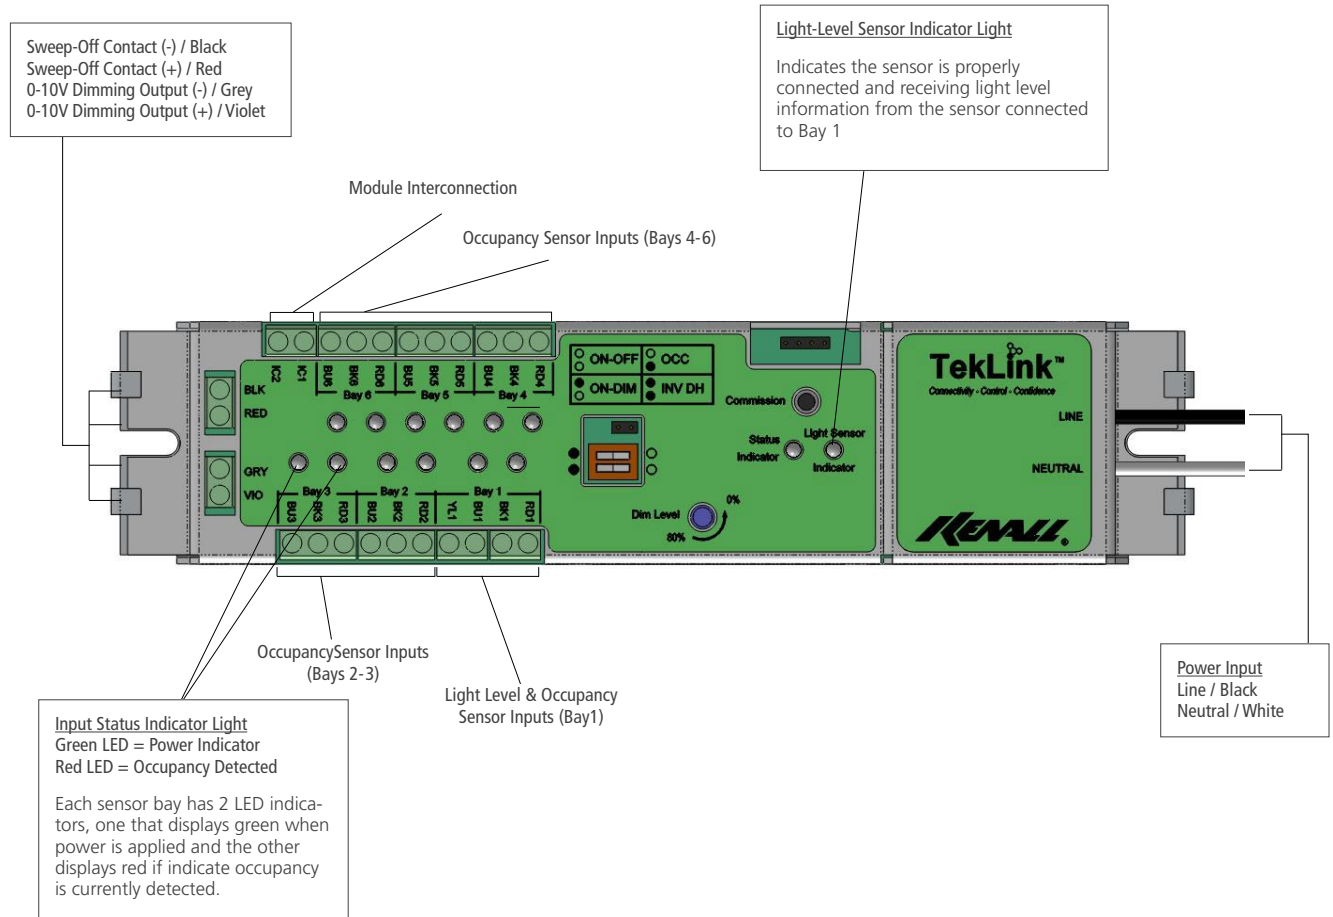 Sweep-Off Contact (-) / Black
Sweep-Off Contact (+) / Red
0-10V Dimming Output (-) / Grey
0-10V Dimming Output (+) / Violet
Light-Level Sensor Indicator Light
Indicates the sensor is properly
connected and receiving light level
information from the sensor connected
to Bay 1
Module Interconnection
Occupancy Sensor Inputs (Bays 4-6)
IC2 IC1 BU6 BK6 RD6 BU5 BK5 RD5 BU4 BK4 RD4
Bay 6 Bay 5 Bay 4
BLK
RED
GRY
VIO
ON-OFF OCC
ON-DIM INV DH
Commission
Status
Indicator
Light Sensor
Indicator
Dim Level
0%
80%
TekLink™
Connectivity - Control - Confidence
LINE
NEUTRAL
KENALL®
Bay 3 Bay 2 Bay 1
BU3 BK3 RD3 BU2 BK2 RD2 YL1 BU1 BK1 RD1
OccupancySensor Inputs
(Bays 2-3)
Light Level & Occupancy
Sensor Inputs (Bay1)
Power Input
Line / Black
Neutral / White
Input Status Indicator Light
Green LED = Power Indicator
Red LED = Occupancy Detected
Each sensor bay has 2 LED indica-
tors, one that displays green when
power is applied and the other
displays red if indicate occupancy
is currently detected.